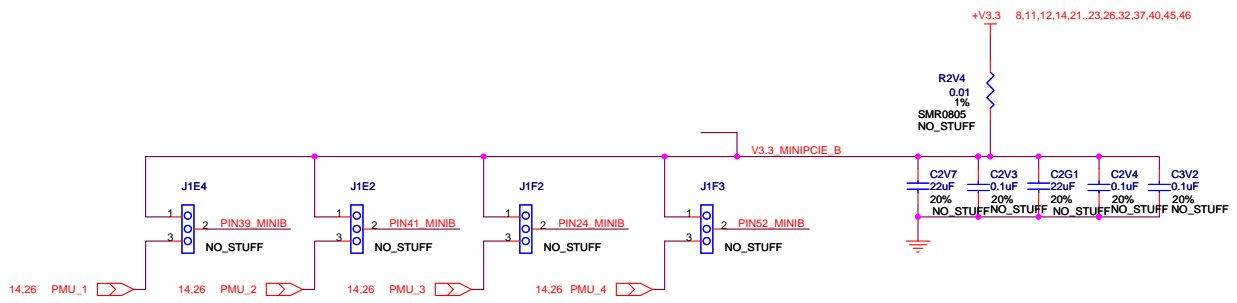 +V3.3 8,11,12,14,21..23,26,32,37,40,45,46
R2V4
0.01
1%
SMR0805
NO_STUFF
V3.3_MINIPCIE_B
J1E4
1
2
3
PIN39_MINIB
NO_STUFF
J1E2
1
2
3
PIN41_MINIB
NO_STUFF
J1F2
1
2
3
PIN24_MINIB
NO_STUFF
J1F3
1
2
3
PIN52_MINIB
NO_STUFF
C2V7
22uF
20%
NO_STUFF
C2V3
0.1uF
20%
NO_STUFF
C2G1
22uF
20%
NO_STUFF
C2V4
0.1uF
20%
NO_STUFF
C3V2
0.1uF
20%
NO_STUFF
14,26 PMU_1
14,26 PMU_2
14,26 PMU_3
14,26 PMU_4